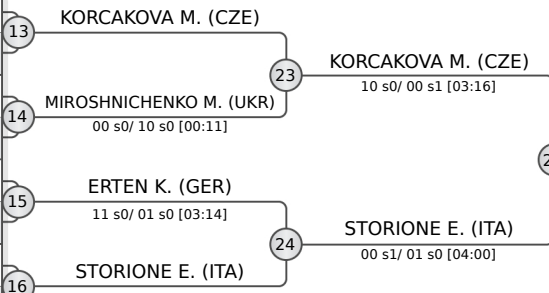 KORCAKOVA M. (CZE)
13
23
KORCAKOVA M. (CZE)
10 s0/ 00 s1 [03:16]
MIROSHNICHENKO M. (UKR)
14
00 s0/ 10 s0 [00:11]
ERTEN K. (GER)
15
11 s0/ 01 s0 [03:14]
24
STORIONE E. (ITA)
00 s1/ 01 s0 [04:00]
STORIONE E. (ITA)
16